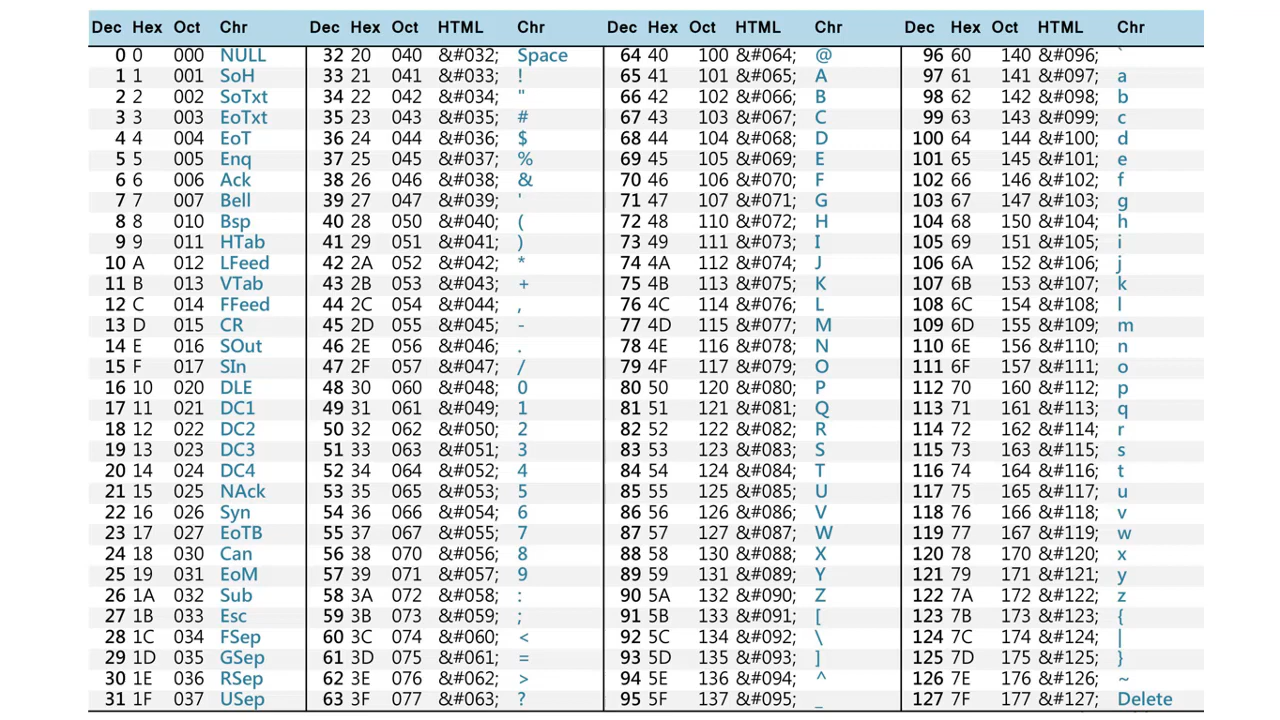 Dec Hex Oct Chr Dec Hex Oct HTML Chr Dec Hex Oct HTML Chr Dec Hex Oct HTML Chr
0 0 000 NULL 32 20 040 &#032; Space 64 40 100 &#064; @ 96 60 140 &#096; `
1 1 001 SoH 33 21 041 &#033; ! 65 41 101 &#065; A 97 61 141 &#097; a
2 2 002 SoTxt 34 22 042 &#034; " 66 42 102 &#066; B 98 62 142 &#098; b
3 3 003 EoTxt 35 23 043 &#035; # 67 43 103 &#067; C 99 63 143 &#099; c
4 4 004 EoT 36 24 044 &#036; $ 68 44 104 &#068; D 100 64 144 &#100; d
5 5 005 Enq 37 25 045 &#037; % 69 45 105 &#069; E 101 65 145 &#101; e
6 6 006 Ack 38 26 046 &#038; & 70 46 106 &#070; F 102 66 146 &#102; f
7 7 007 Bell 39 27 047 &#039; ' 71 47 107 &#071; G 103 67 147 &#103; g
8 8 010 Bsp 40 28 050 &#040; ( 72 48 110 &#072; H 104 68 150 &#104; h
9 9 011 HTab 41 29 051 &#041; ) 73 49 111 &#073; I 105 69 151 &#105; i
10 A 012 LFeed 42 2A 052 &#042; * 74 4A 112 &#074; J 106 6A 152 &#106; j
11 B 013 VTab 43 2B 053 &#043; + 75 4B 113 &#075; K 107 6B 153 &#107; k
12 C 014 FFeed 44 2C 054 &#044; , 76 4C 114 &#076; L 108 6C 154 &#108; l
13 D 015 CR 45 2D 055 &#045; - 77 4D 115 &#077; M 109 6D 155 &#109; m
14 E 016 SOut 46 2E 056 &#046; . 78 4E 116 &#078; N 110 6E 156 &#110; n
15 F 017 SIn 47 2F 057 &#047; / 79 4F 117 &#079; O 111 6F 157 &#111; o
16 10 020 DLE 48 30 060 &#048; 0 80 50 120 &#080; P 112 70 160 &#112; p
17 11 021 DC1 49 31 061 &#049; 1 81 51 121 &#081; Q 113 71 161 &#113; q
18 12 022 DC2 50 32 062 &#050; 2 82 52 122 &#082; R 114 72 162 &#114; r
19 13 023 DC3 51 33 063 &#051; 3 83 53 123 &#083; S 115 73 163 &#115; s
20 14 024 DC4 52 34 064 &#052; 4 84 54 124 &#084; T 116 74 164 &#116; t
21 15 025 NAck 53 35 065 &#053; 5 85 55 125 &#085; U 117 75 165 &#117; u
22 16 026 Syn 54 36 066 &#054; 6 86 56 126 &#086; V 118 76 166 &#118; v
23 17 027 EoTB 55 37 067 &#055; 7 87 57 127 &#087; W 119 77 167 &#119; w
24 18 030 Can 56 38 070 &#056; 8 88 58 130 &#088; X 120 78 170 &#120; x
25 19 031 EoM 57 39 071 &#057; 9 89 59 131 &#089; Y 121 79 171 &#121; y
26 1A 032 Sub 58 3A 072 &#058; : 90 5A 132 &#090; Z 122 7A 172 &#122; z
27 1B 033 Esc 59 3B 073 &#059; ; 91 5B 133 &#091; [ 123 7B 173 &#123; {
28 1C 034 FSep 60 3C 074 &#060; < 92 5C 134 &#092; \ 124 7C 174 &#124; |
29 1D 035 GSep 61 3D 075 &#061; = 93 5D 135 &#093; ] 125 7D 175 &#125; }
30 1E 036 RSep 62 3E 076 &#062; > 94 5E 136 &#094; ^ 126 7E 176 &#126; ~
31 1F 037 USep 63 3F 077 &#063; ? 95 5F 137 &#095; _ 127 7F 177 &#127; Delete